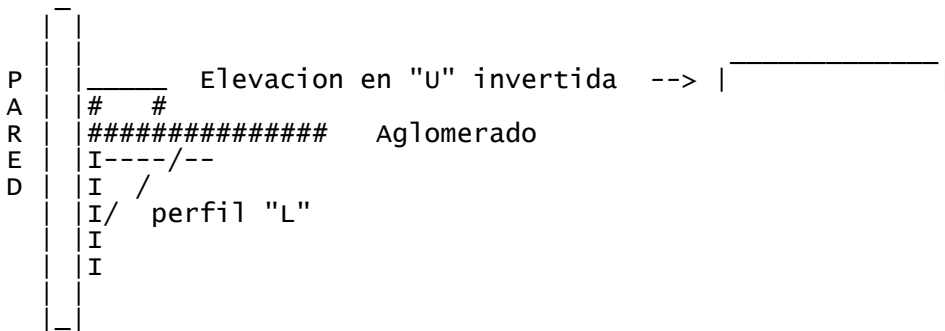 P Elevacion en "U" invertida -->
A # #
R ############### Aglomerado
E I----/--
D I /
I/ perfil "L"
I
I